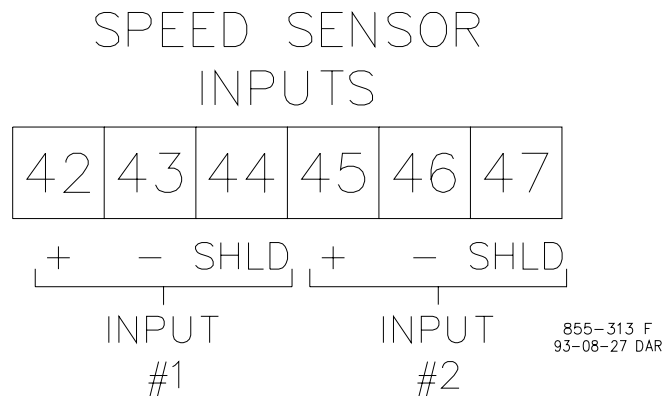 SPEED SENSOR
INPUTS
42 43 44 45 46 47
+ - SHLD + - SHLD
INPUT INPUT
#1 #2
855-313 F
93-08-27 DAR